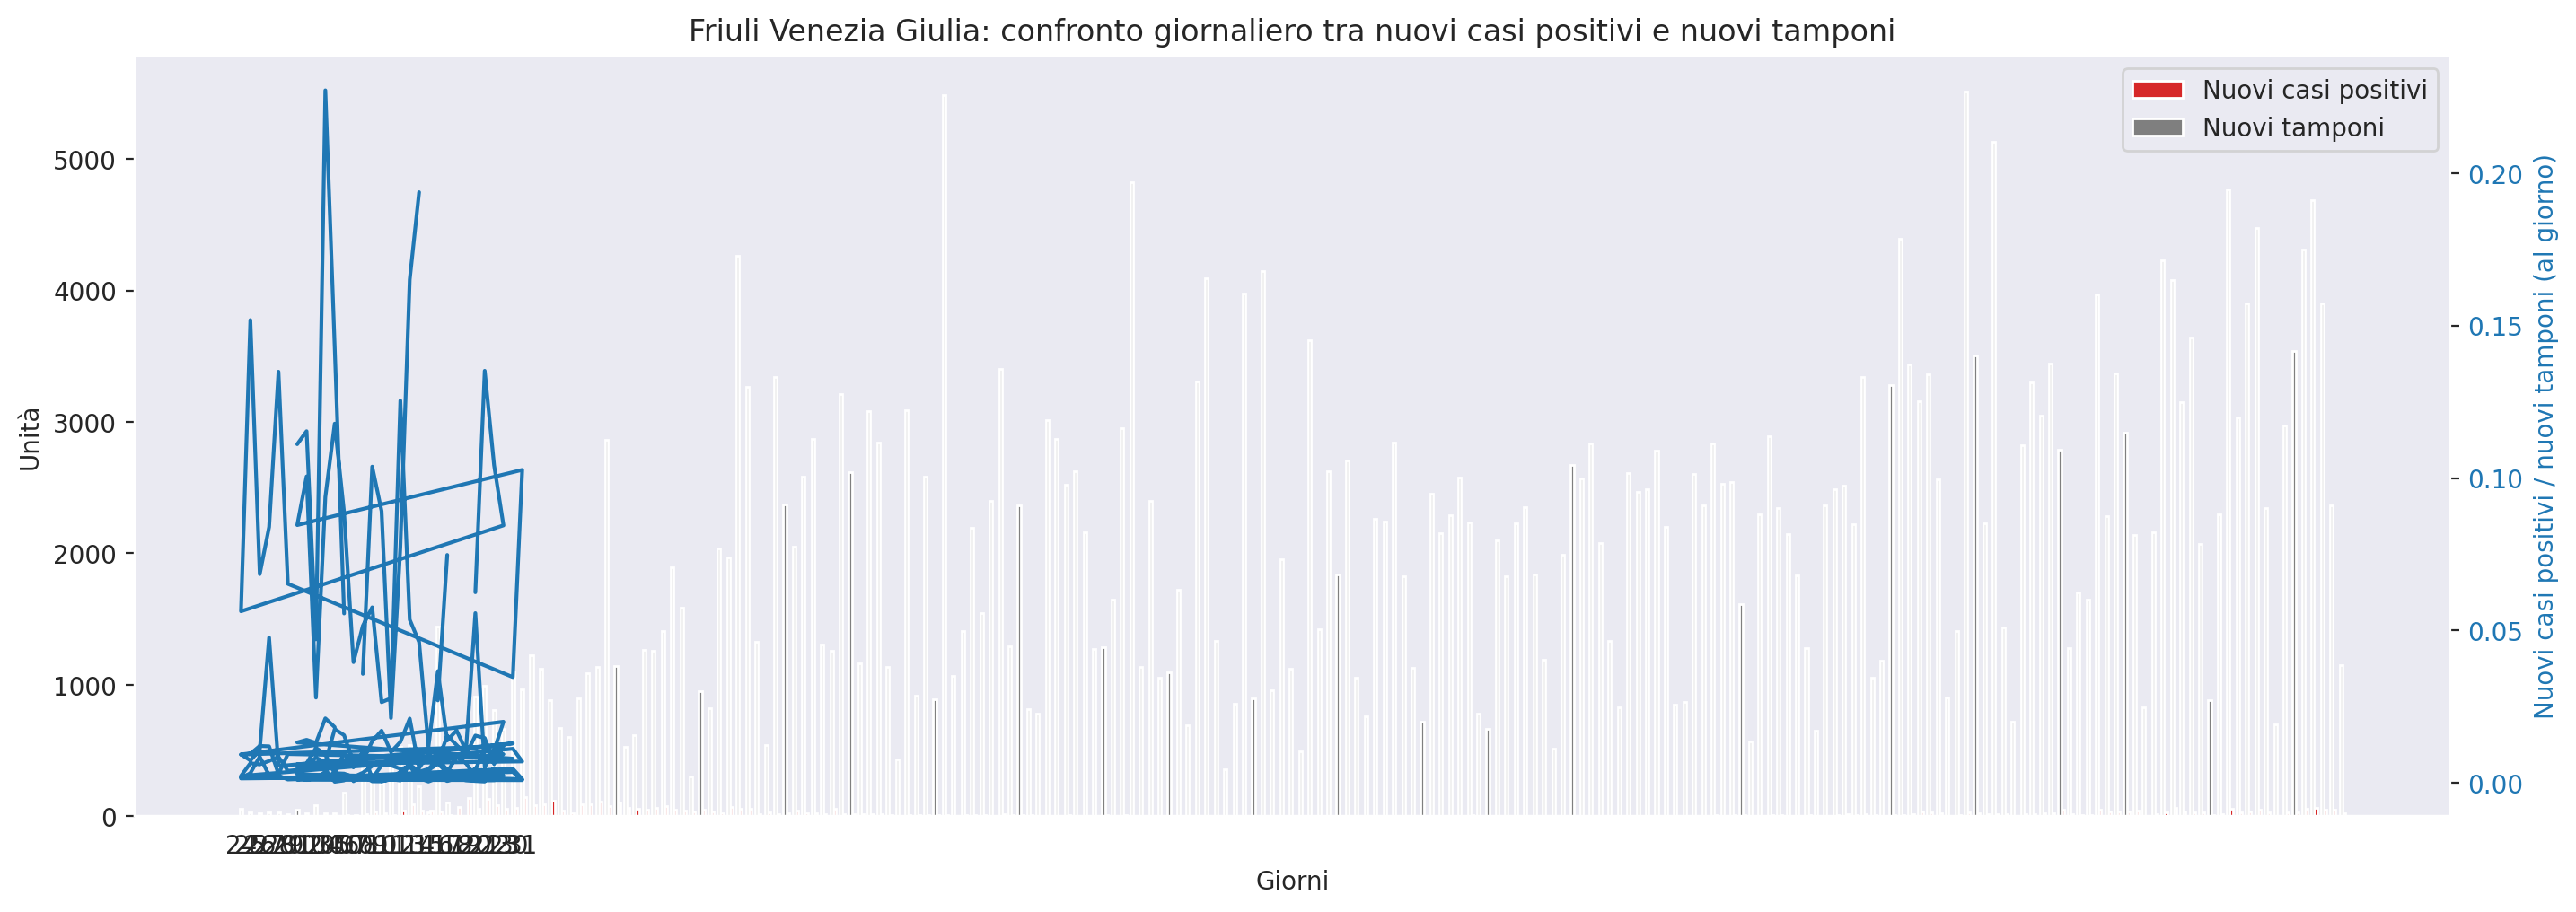 Friuli Venezia Giulia: confronto giornaliero tra nuovi casi positivi e nuovi tamponi
Nuovi casi positivi
Nuovi tamponi
Unità
5000
4000
3000
2000
1000
0
0.20
0.15
0.10
0.05
0.00
Nuovi casi positivi / nuovi tamponi (al giorno)
Giorni